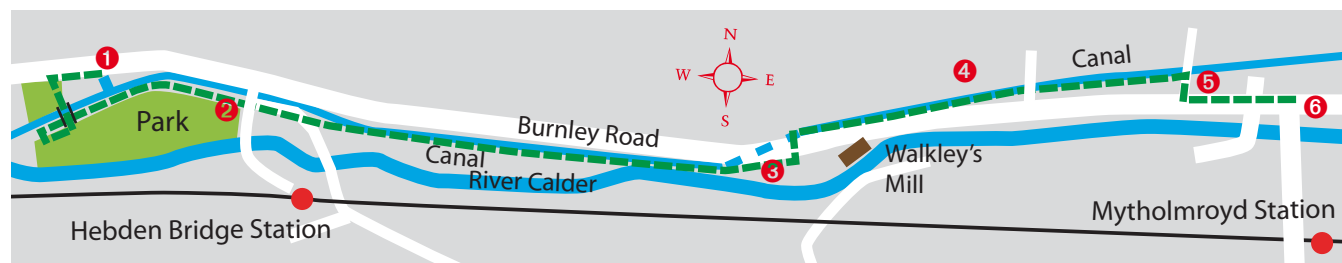 1
N
W
E
S
4
Canal
5
6
2
Park
Burnley Road
Canal
3
Walkley's
Mill
River Calder
Mytholmroyd Station
Hebden Bridge Station